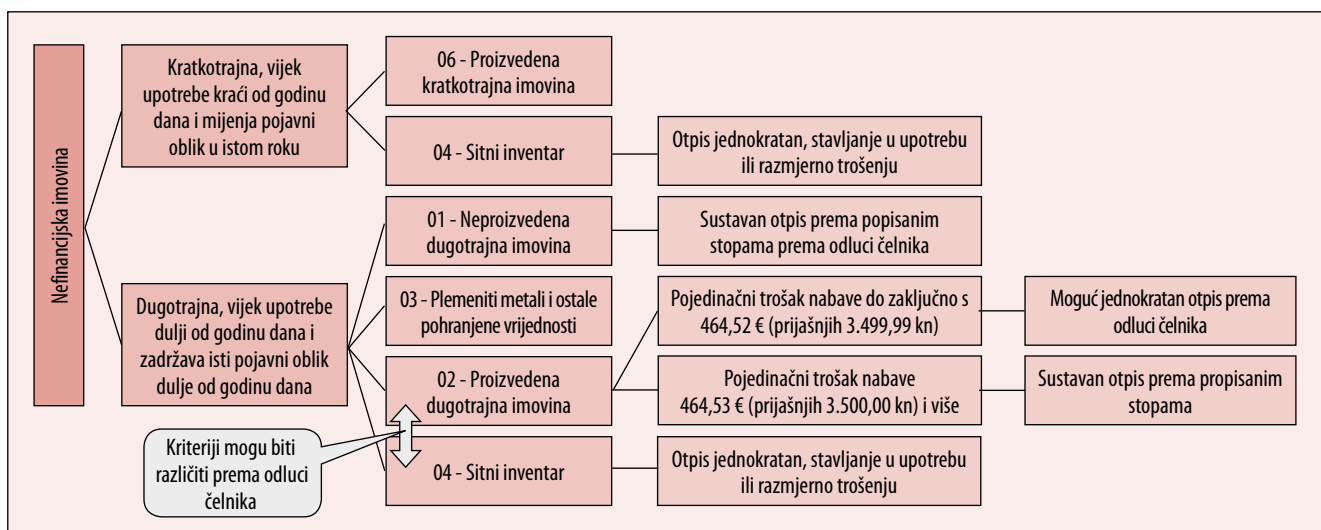 Nefinancijska imovina
Kratkotrajna, vijek
upotrebe kraći od godinu
dana i mijenja pojavni
oblik u istom roku
06 - Proizvedena
kratkotrajna imovina
04 - Sitni inventar
Otpis jednokratan, stavljanje u upotrebu
ili razmjerno trošenju
Dugotrajna, vijek upotrebe
dulji od godinu dana i
zadržava isti pojavni oblik
dulje od godinu dana
01 - Neproizvedena
dugotrajna imovina
Sustavan otpis prema popisanim
stopama prema odluci čelnika
03 - Plemeniti metali i ostale
pohranjene vrijednosti
02 - Proizvedena
dugotrajna imovina
Pojedinačni trošak nabave do zaključno s
464,52 € (prijašnjih 3.499,99 kn)
Moguć jednokratan otpis prema
odluci čelnika
Pojedinačni trošak nabave
464,53 € (prijašnjih 3.500,00 kn) i više
Sustavan otpis prema propisanim
stopama
Kriteriji mogu biti
različiti prema odluci
čelnika
04 - Sitni inventar
Otpis jednokratan, stavljanje u upotrebu
ili razmjerno trošenju